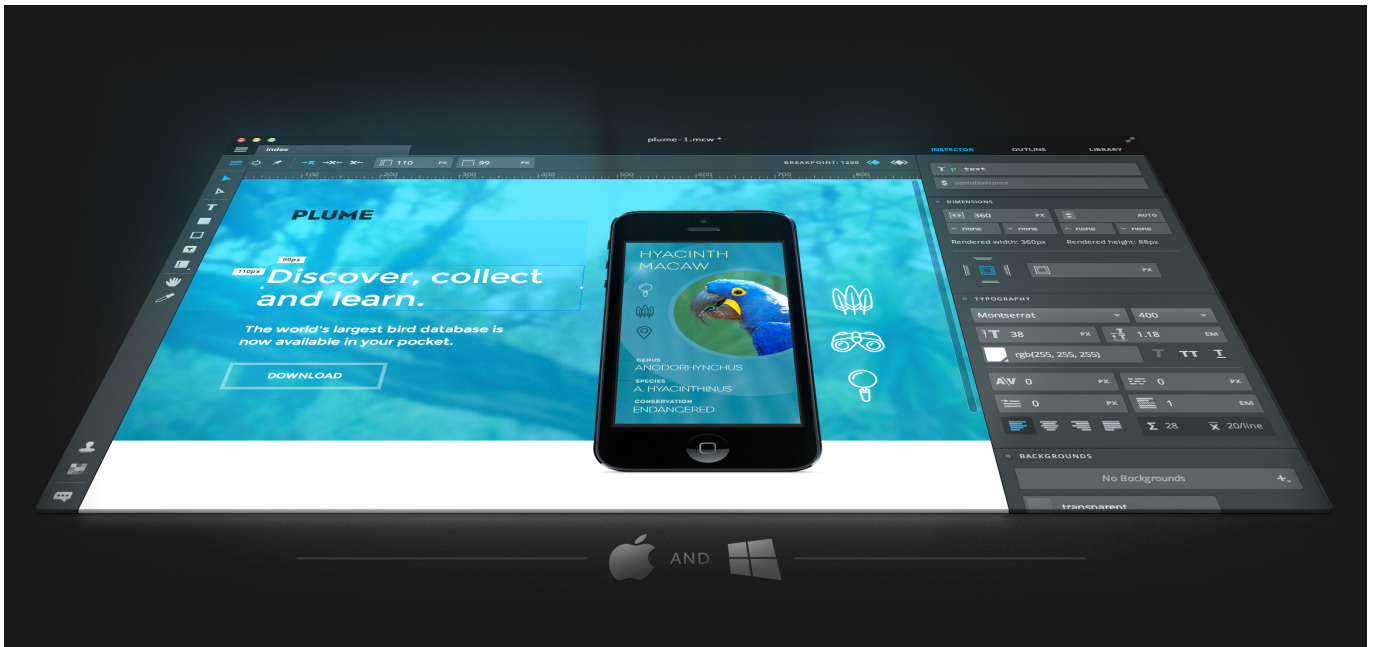 plume-1.mcw *
Index
110 PX 99 PX
BREAKPOINT: 1200
100 200 300 400 500 600 700 800
PLUME
99px
110px
Discover, collect
and learn.
The world's largest bird database is
now available in your pocket.
DOWNLOAD
HYACINTH
MACAW
GENUS
ANODORHYNCHUS
SPECIES
A. HYACINTHINUS
CONSERVATION
ENDANGERED
INSPECTOR OUTLINE LIBRARY
T p .text
$ variableName
DIMENSIONS
360 PX AUTO
none none none none
Rendered width: 360px Rendered height: 88px
PX
TYPOGRAPHY
Montserrat 400
T 38 PX 1.18 EM
rgb(255, 255, 255) T TT T
AV 0 PX 0 PX
0 PX 1 EM
Σ 28 x 20/line
BACKGROUNDS
No Backgrounds
transparent
AND